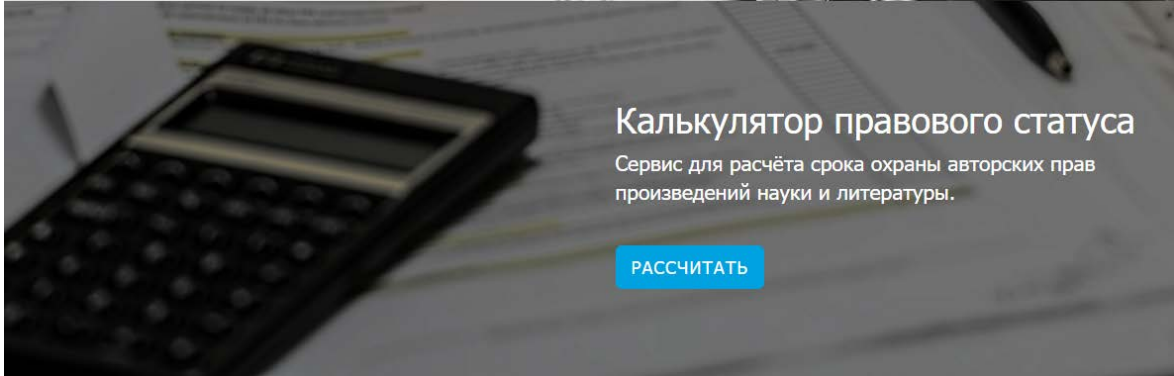 Калькулятор правового статуса
Сервис для расчёта срока охраны авторских прав
произведений науки и литературы.
РАССЧИТАТЬ